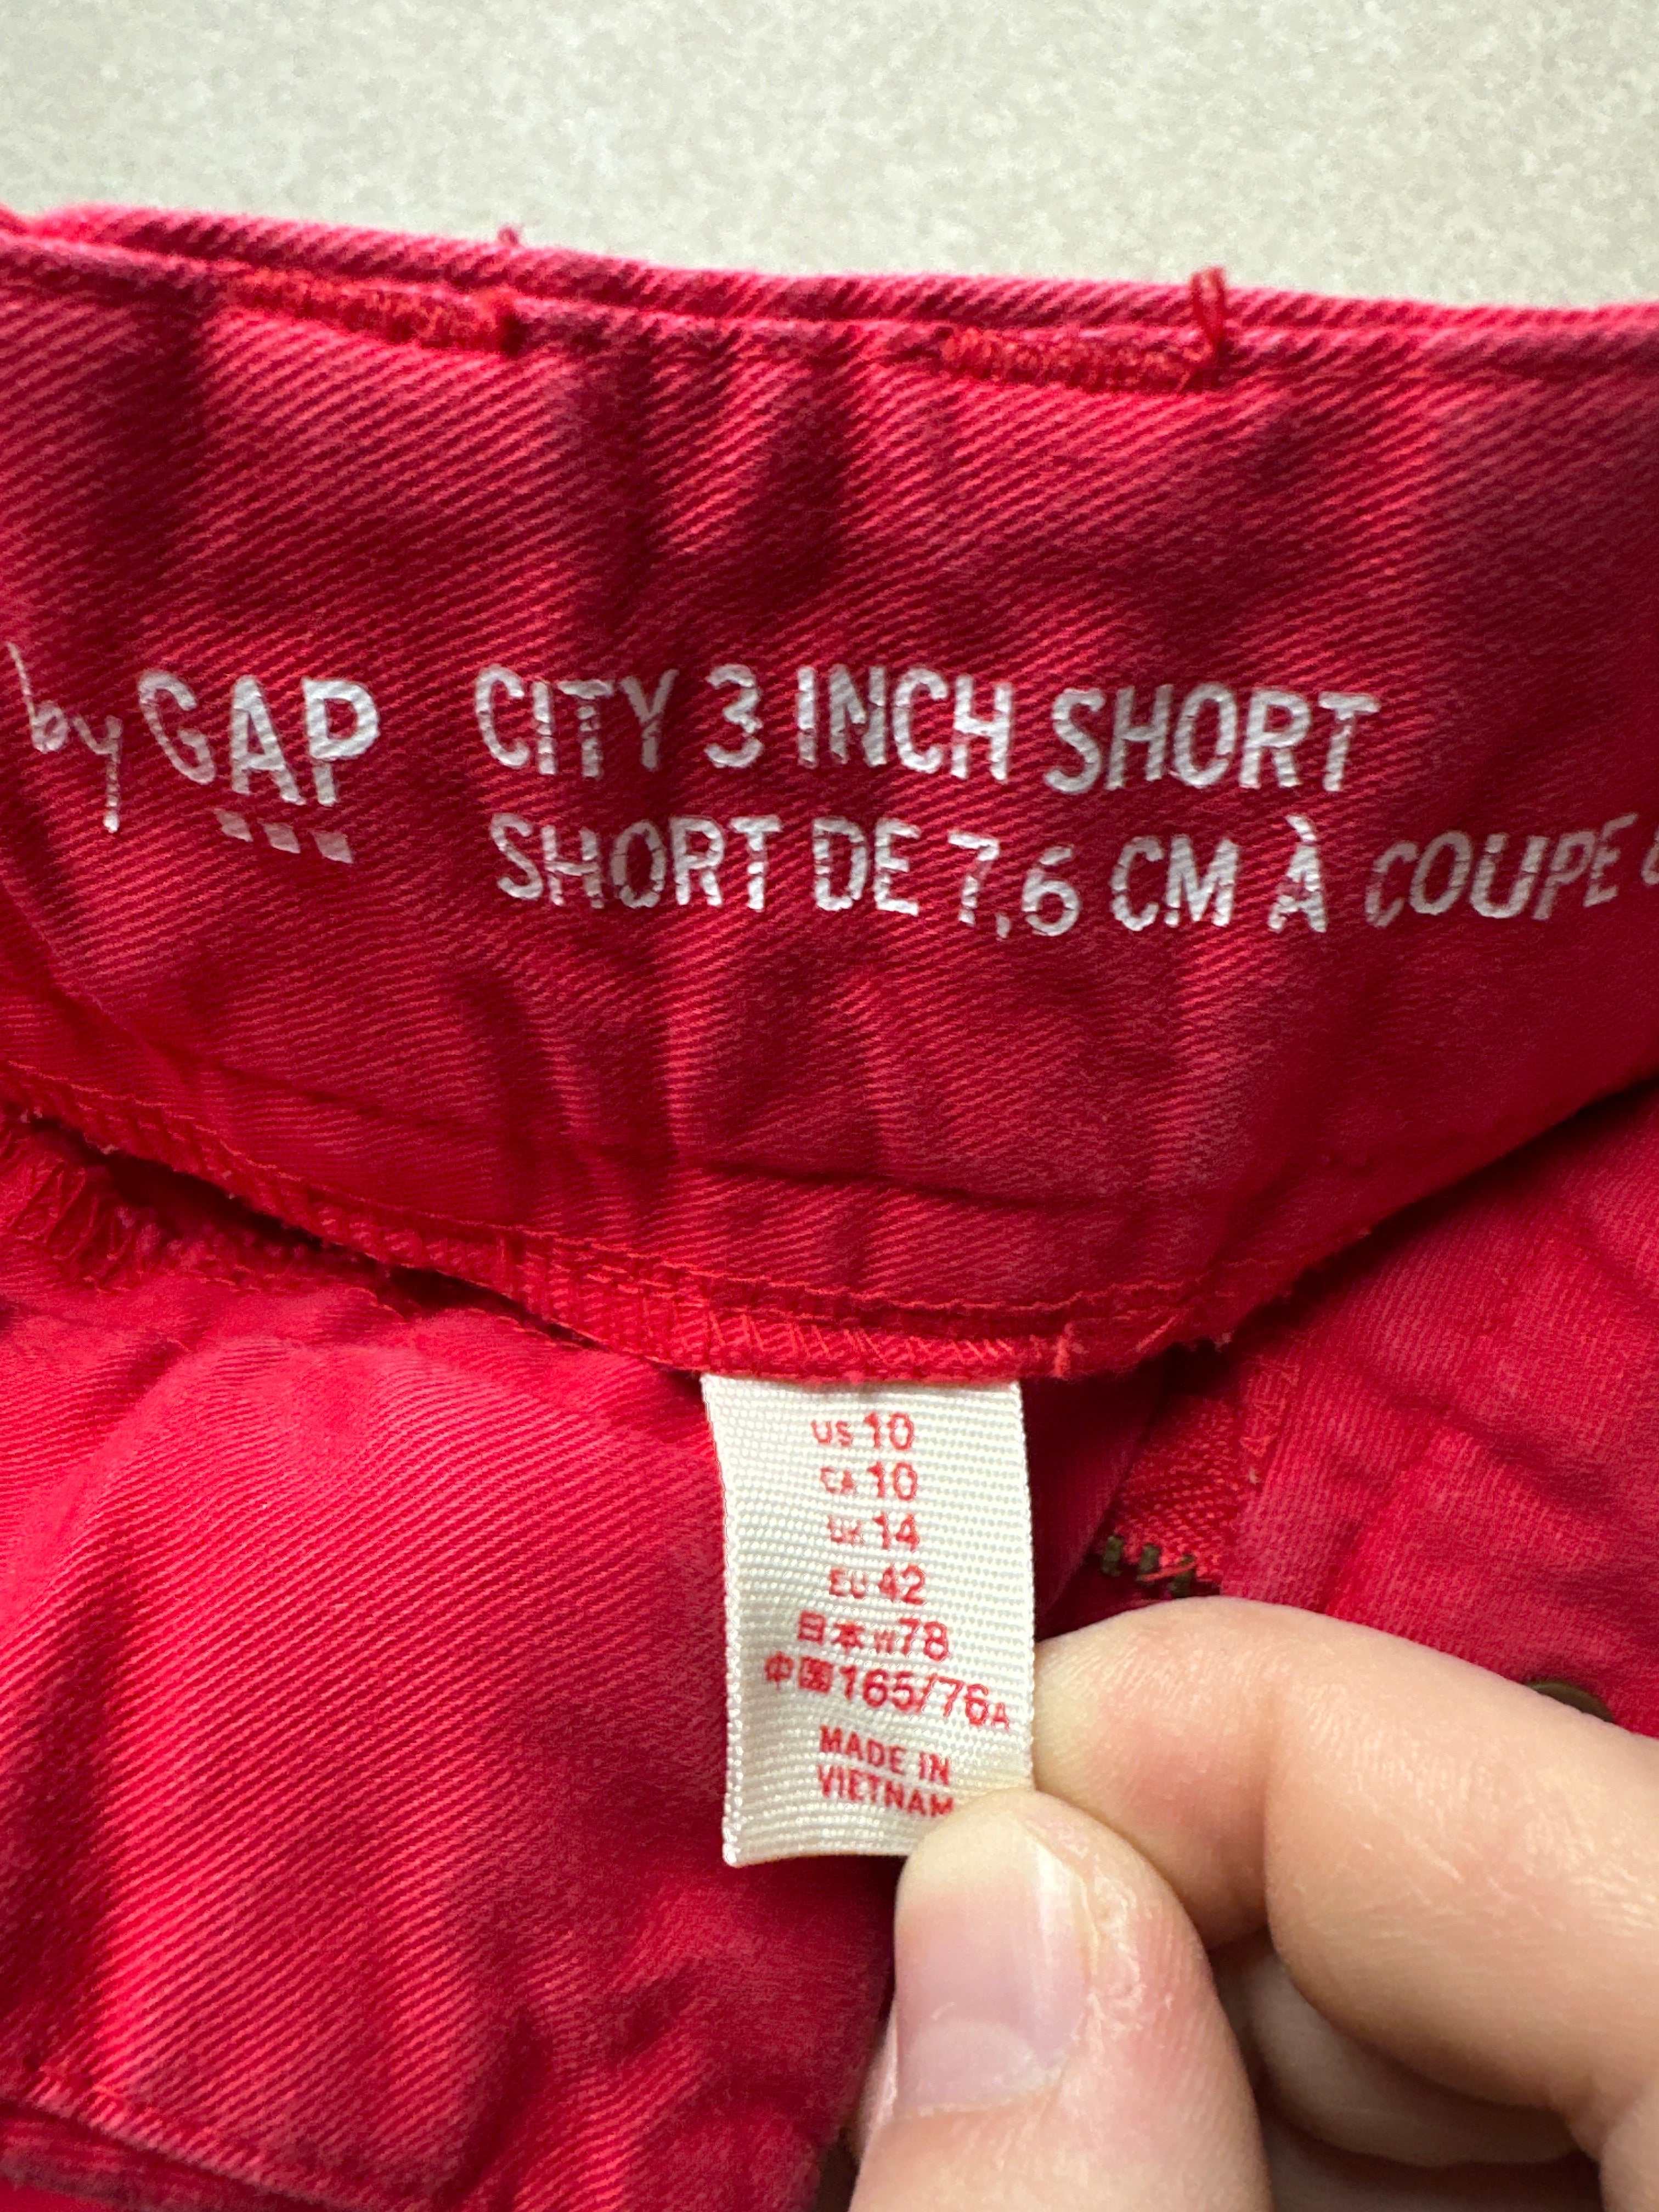 by GAP
CITY 3 INCH SHORT
SHORT DE 7,6 CM À COUPE
US 10
CA 10
UK 14
EU 42
日本 W78
中国 165/76A
MADE IN
VIETNAM